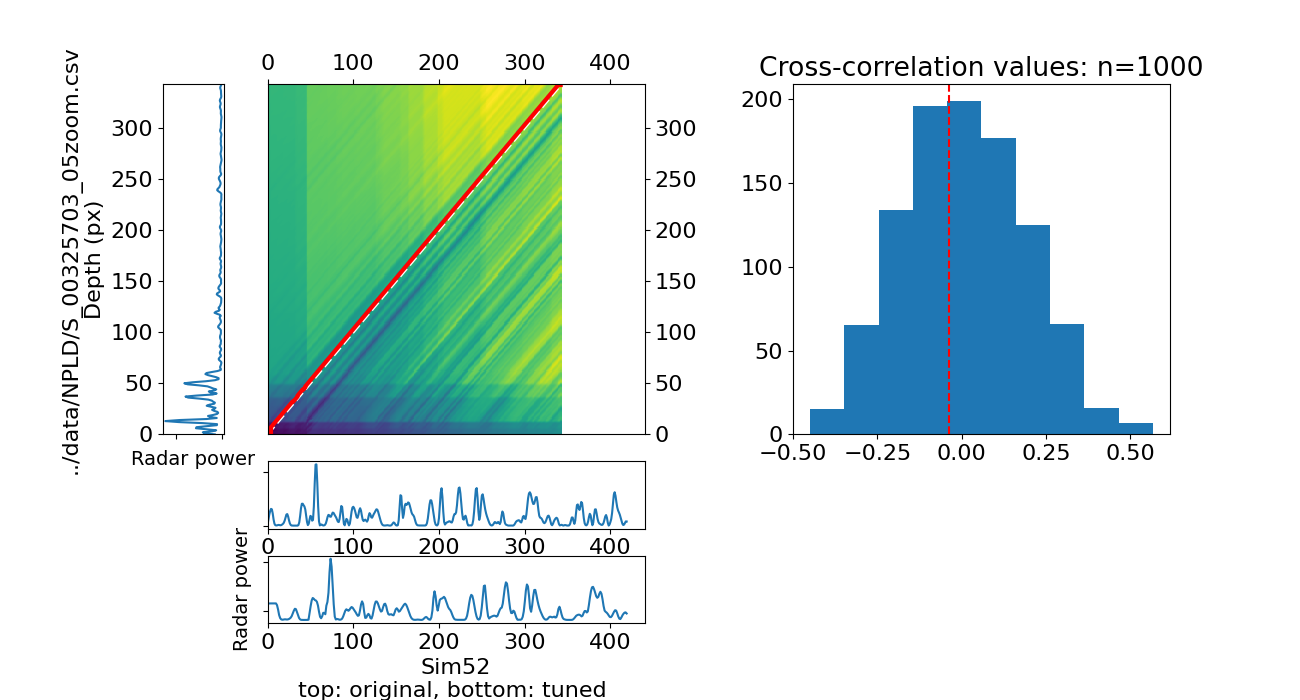 0 100 200 300 400
Cross-correlation values: n=1000
../data/NPLD/S_00325703_05zoom.csv
Depth (px)
300
250
200
150
100
50
0
300
250
200
150
100
50
0
200
150
100
50
0
−0.50 −0.25 0.00 0.25 0.50
Radar power
0 100 200 300 400
Radar power
0 100 200 300 400
Sim52
top: original, bottom: tuned